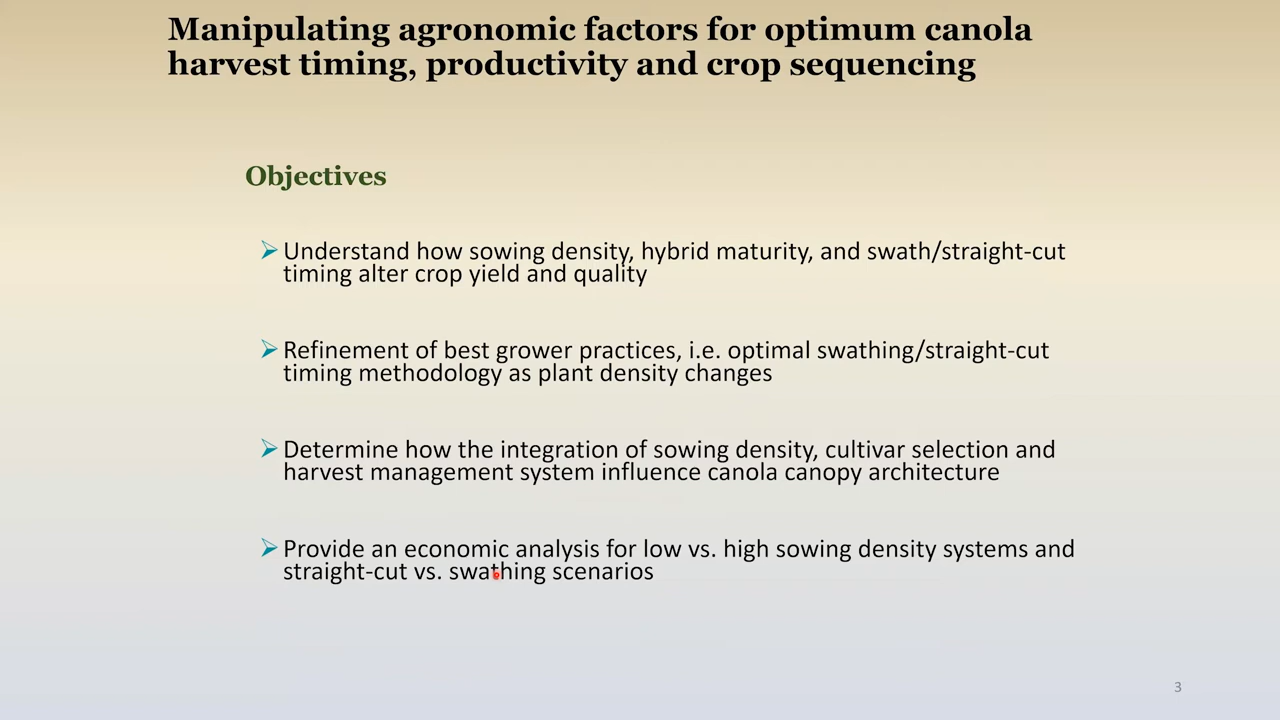 Manipulating agronomic factors for optimum canola
harvest timing, productivity and crop sequencing
Objectives
Understand how sowing density, hybrid maturity, and swath/straight-cut
timing alter crop yield and quality
Refinement of best grower practices, i.e. optimal swathing/straight-cut
timing methodology as plant density changes
Determine how the integration of sowing density, cultivar selection and
harvest management system influence canola canopy architecture
Provide an economic analysis for low vs. high sowing density systems and
straight-cut vs. swathing scenarios
3